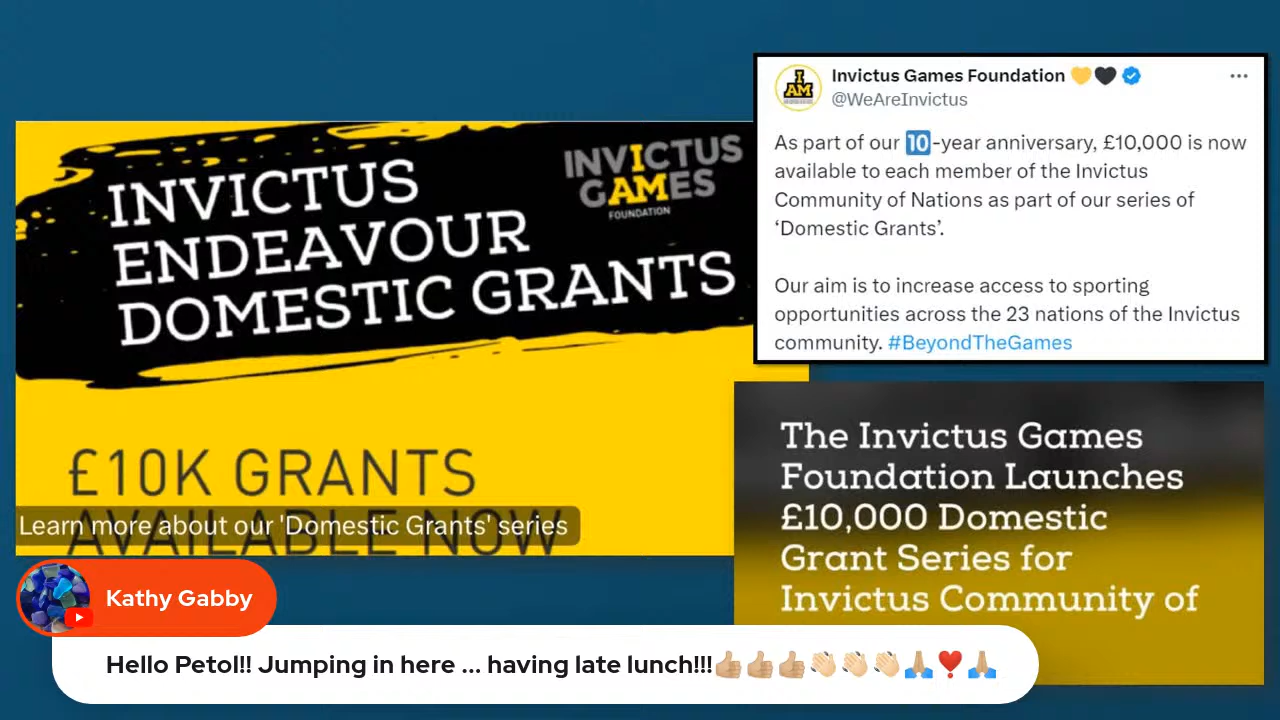 INVICTUS
ENDEAVOUR
DOMESTIC GRANTS
INVICTUS
GAMES
FOUNDATION
£10K GRANTS
AVAILABLE NOW
Learn more about our 'Domestic Grants' series
I
AM
Invictus Games Foundation 💛🖤
@WeAreInvictus
As part of our 🔟-year anniversary, £10,000 is now
available to each member of the Invictus
Community of Nations as part of our series of
‘Domestic Grants’.
Our aim is to increase access to sporting
opportunities across the 23 nations of the Invictus
community. #BeyondTheGames
The Invictus Games
Foundation Launches
£10,000 Domestic
Grant Series for
Invictus Community of
Kathy Gabby
Hello Petol!! Jumping in here ... having late lunch!!!👍🏼👍🏼👍🏼👏🏻👏🏻👏🏻🙏🏼❣️🙏🏼